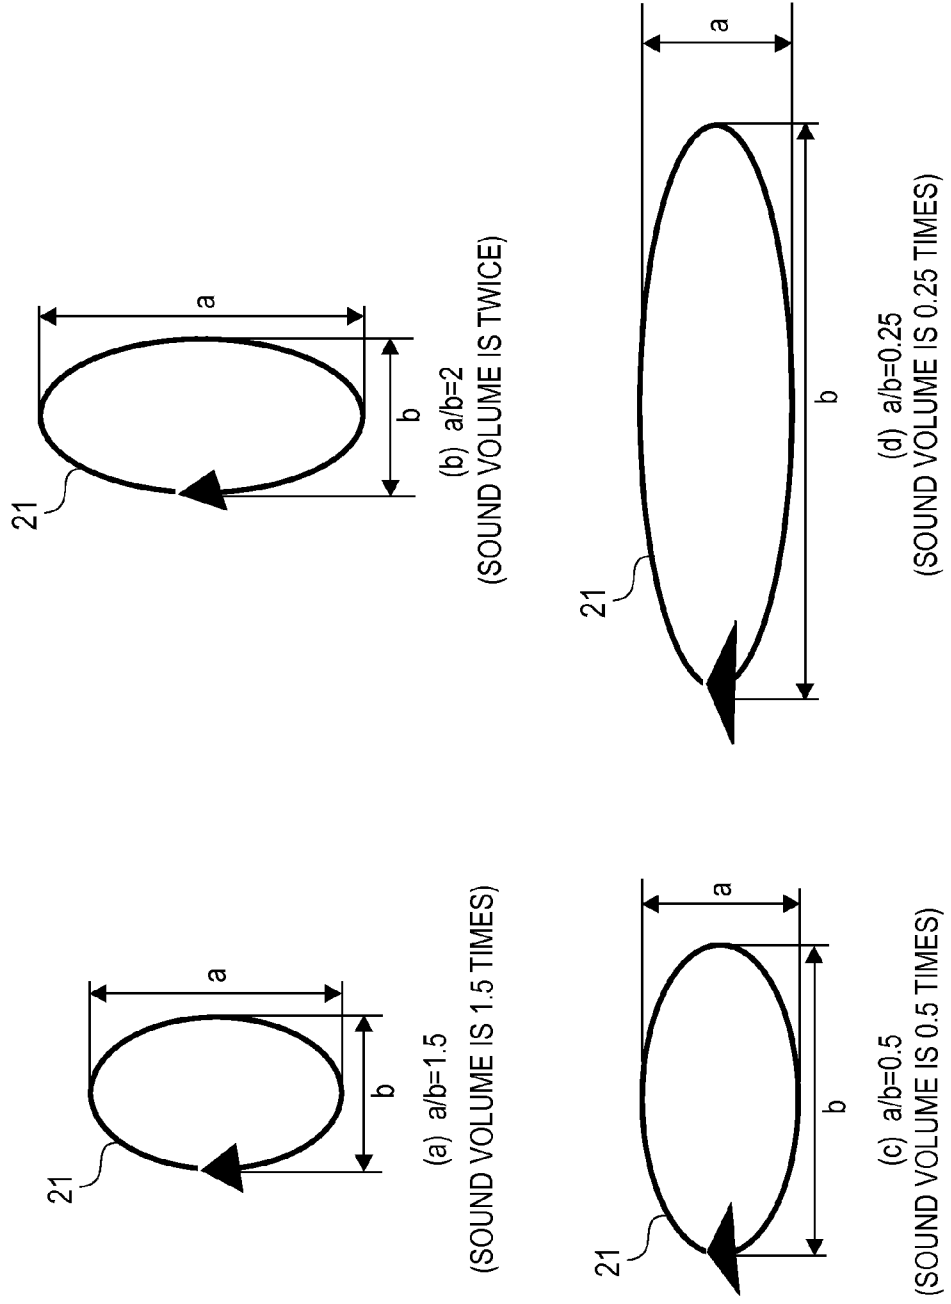 21
a
b
(a) a/b=1.5
(SOUND VOLUME IS 1.5 TIMES)
21
a
b
(b) a/b=2
(SOUND VOLUME IS TWICE)
21
a
b
(c) a/b=0.5
(SOUND VOLUME IS 0.5 TIMES)
21
a
b
(d) a/b=0.25
(SOUND VOLUME IS 0.25 TIMES)